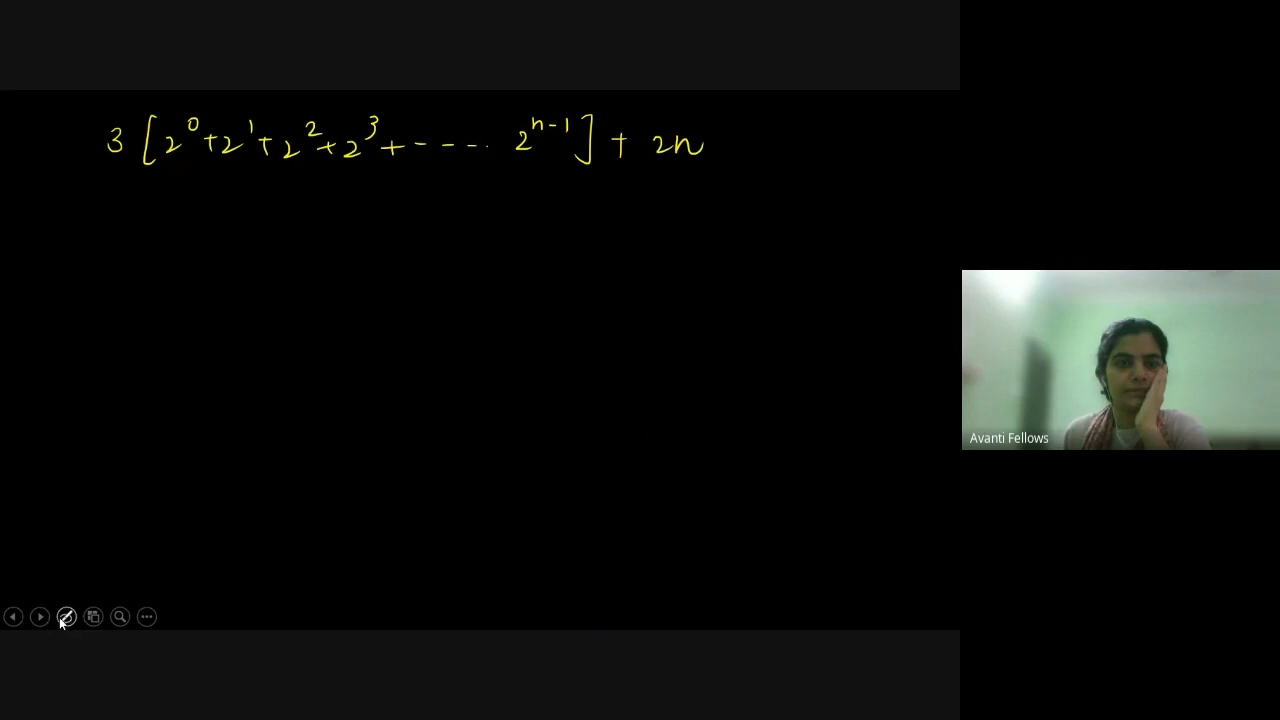 3 [2⁰+2¹+2²+2³+---- 2ⁿ⁻¹] + 2n
Avanti Fellows